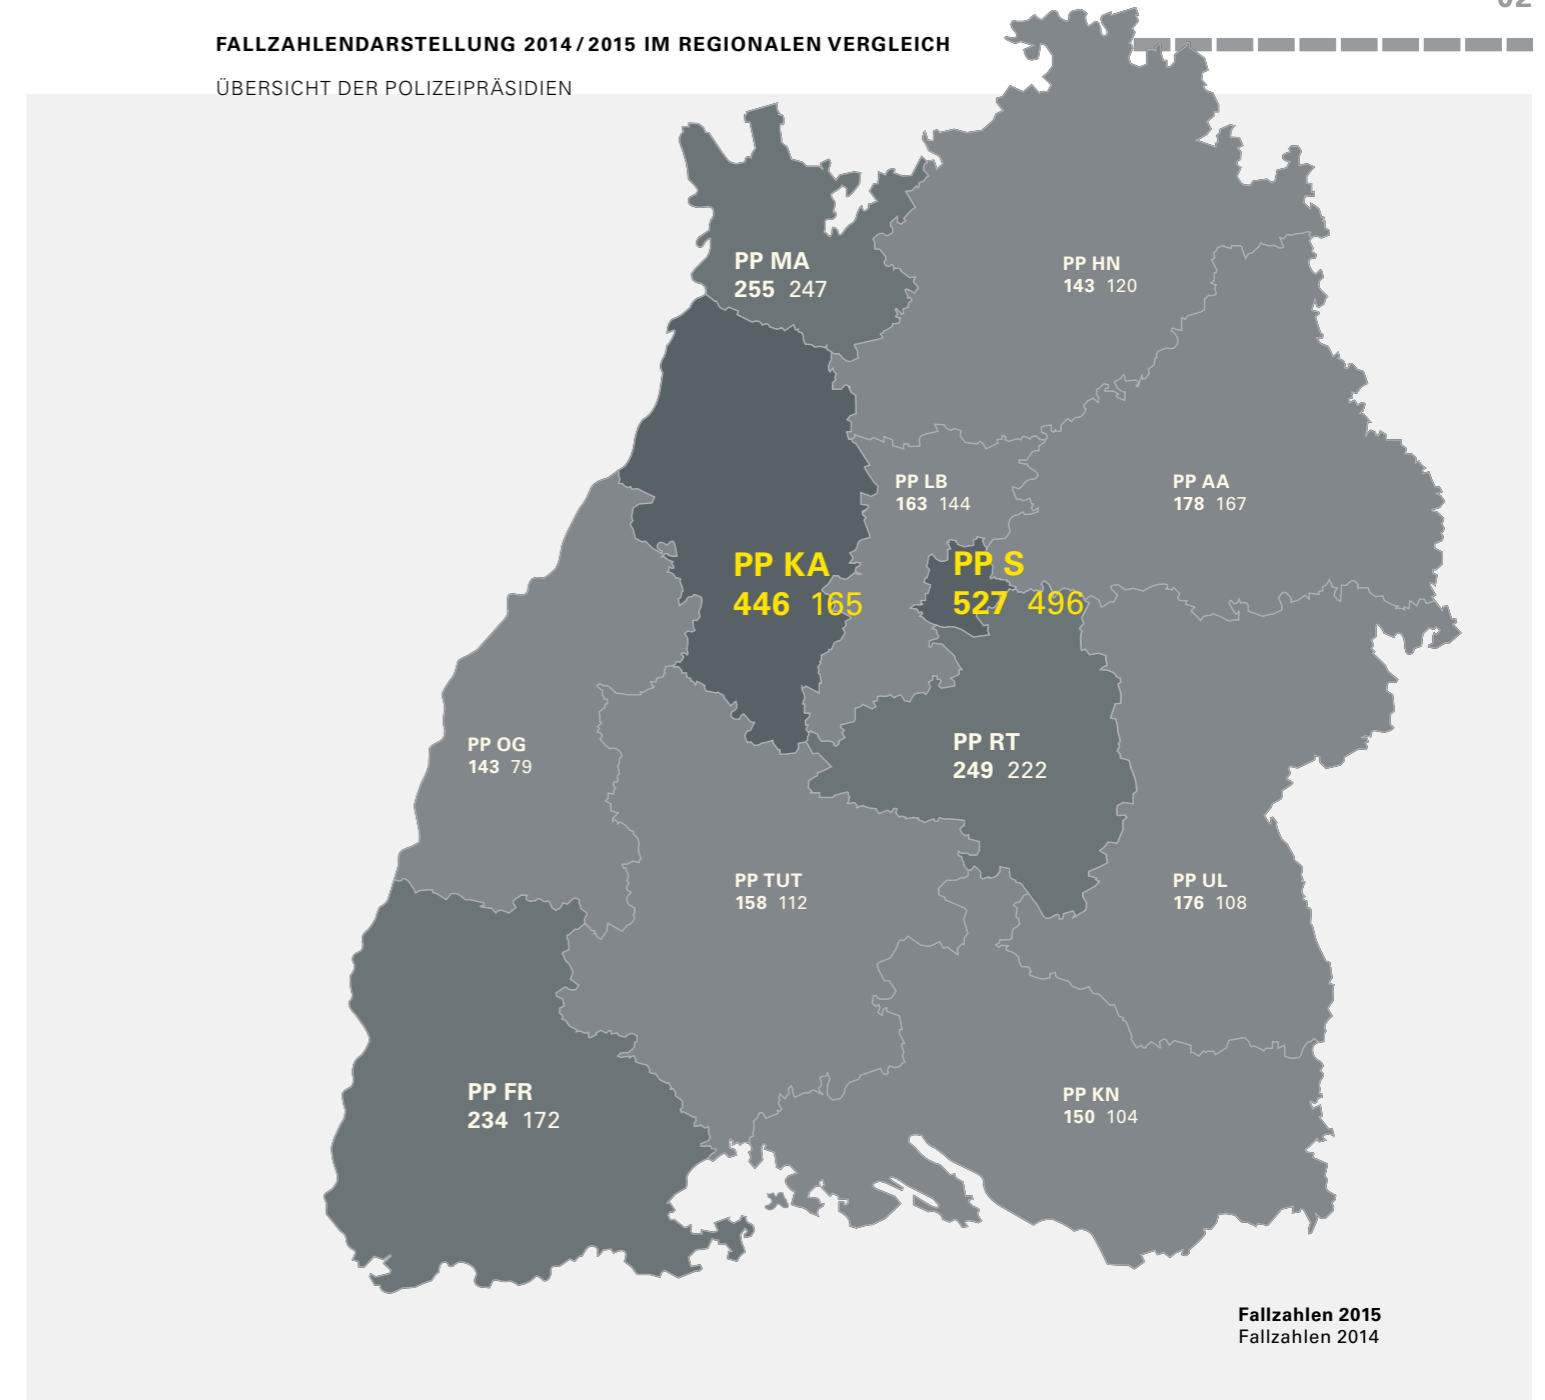 02
FALLZAHLENDARSTELLUNG 2014 / 2015 IM REGIONALEN VERGLEICH
ÜBERSICHT DER POLIZEIPRÄSIDIEN
PP MA
255 247
PP HN
143 120
PP LB
163 144
PP AA
178 167
PP KA
446 165
PP S
527 496
PP RT
249 222
PP OG
143 79
PP TUT
158 112
PP UL
176 108
PP FR
234 172
PP KN
150 104
Fallzahlen 2015
Fallzahlen 2014